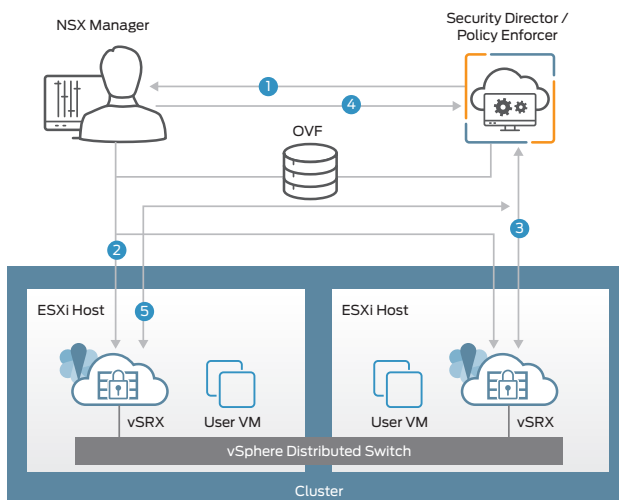 NSX Manager
Security Director /
Policy Enforcer
1
4
OVF
3
2
5
ESXi Host
ESXi Host
vSRX
User VM
User VM
vSRX
vSphere Distributed Switch
Cluster